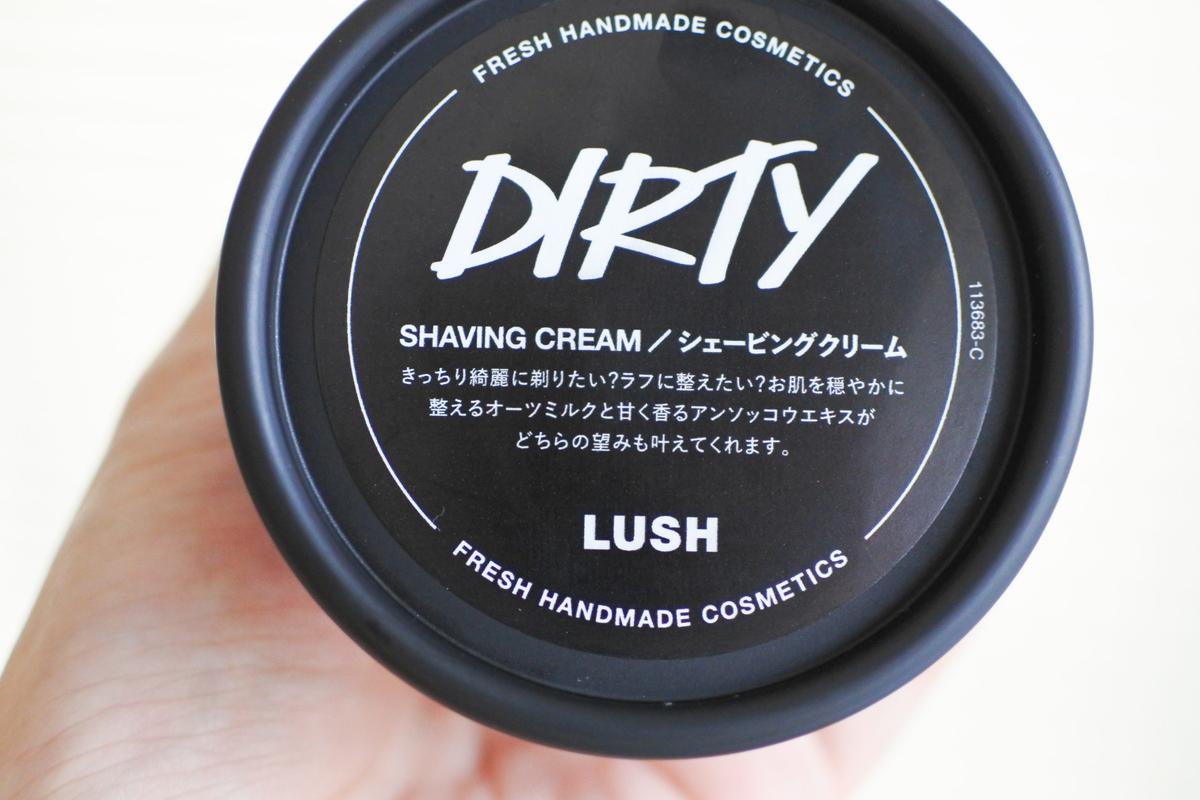 FRESH HANDMADE COSMETICS
DIRTY
SHAVING CREAM／シェービングクリーム
きっちり綺麗に剃りたい?ラフに整えたい?お肌を穏やかに
整えるオーツミルクと甘く香るアンソッコウエキスが
どちらの望みも叶えてくれます。
LUSH
FRESH HANDMADE COSMETICS
113683-C